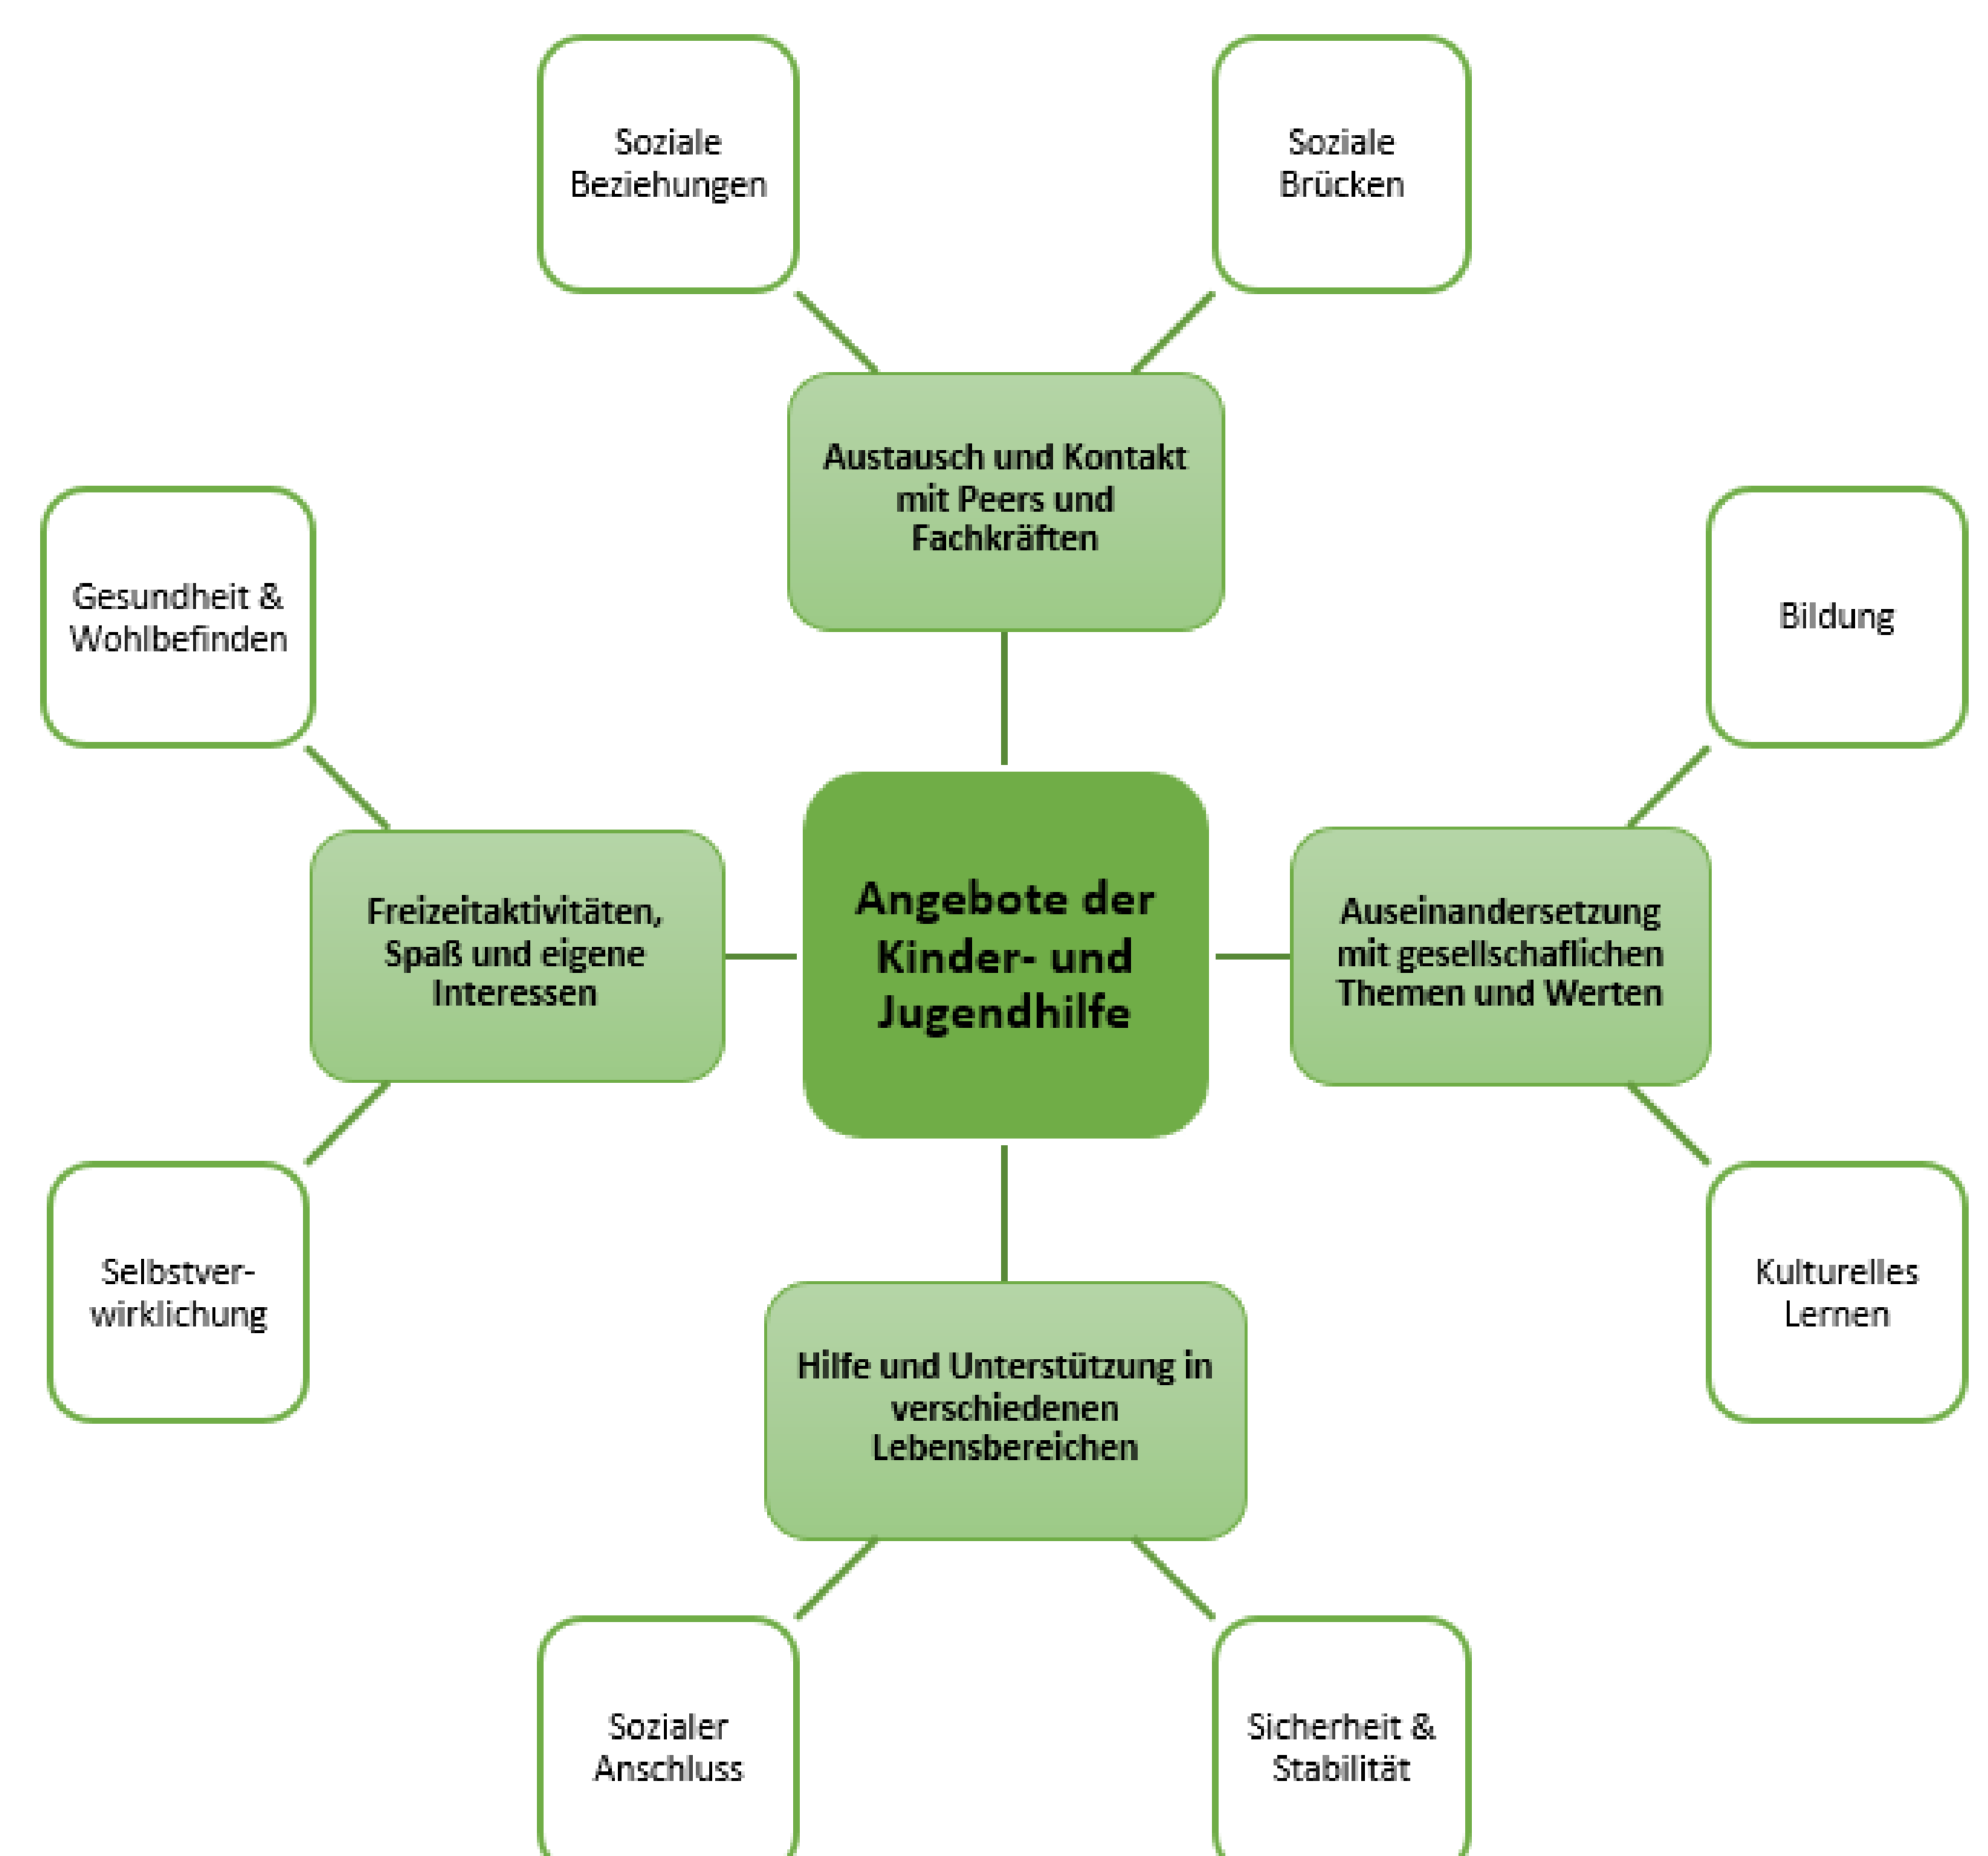 Soziale
Beziehungen
Soziale
Brücken
Austausch und Kontakt
mit Peers und
Fachkräften
Gesundheit &
Wohlbefinden
Bildung
Freizeitaktivitäten,
Spaß und eigene
Interessen
Angebote der
Kinder- und
Jugendhilfe
Auseinandersetzung
mit gesellschaflichen
Themen und Werten
Selbstver-
wirklichung
Kulturelles
Lernen
Hilfe und Unterstützung in
verschiedenen
Lebensbereichen
Sozialer
Anschluss
Sicherheit &
Stabilität